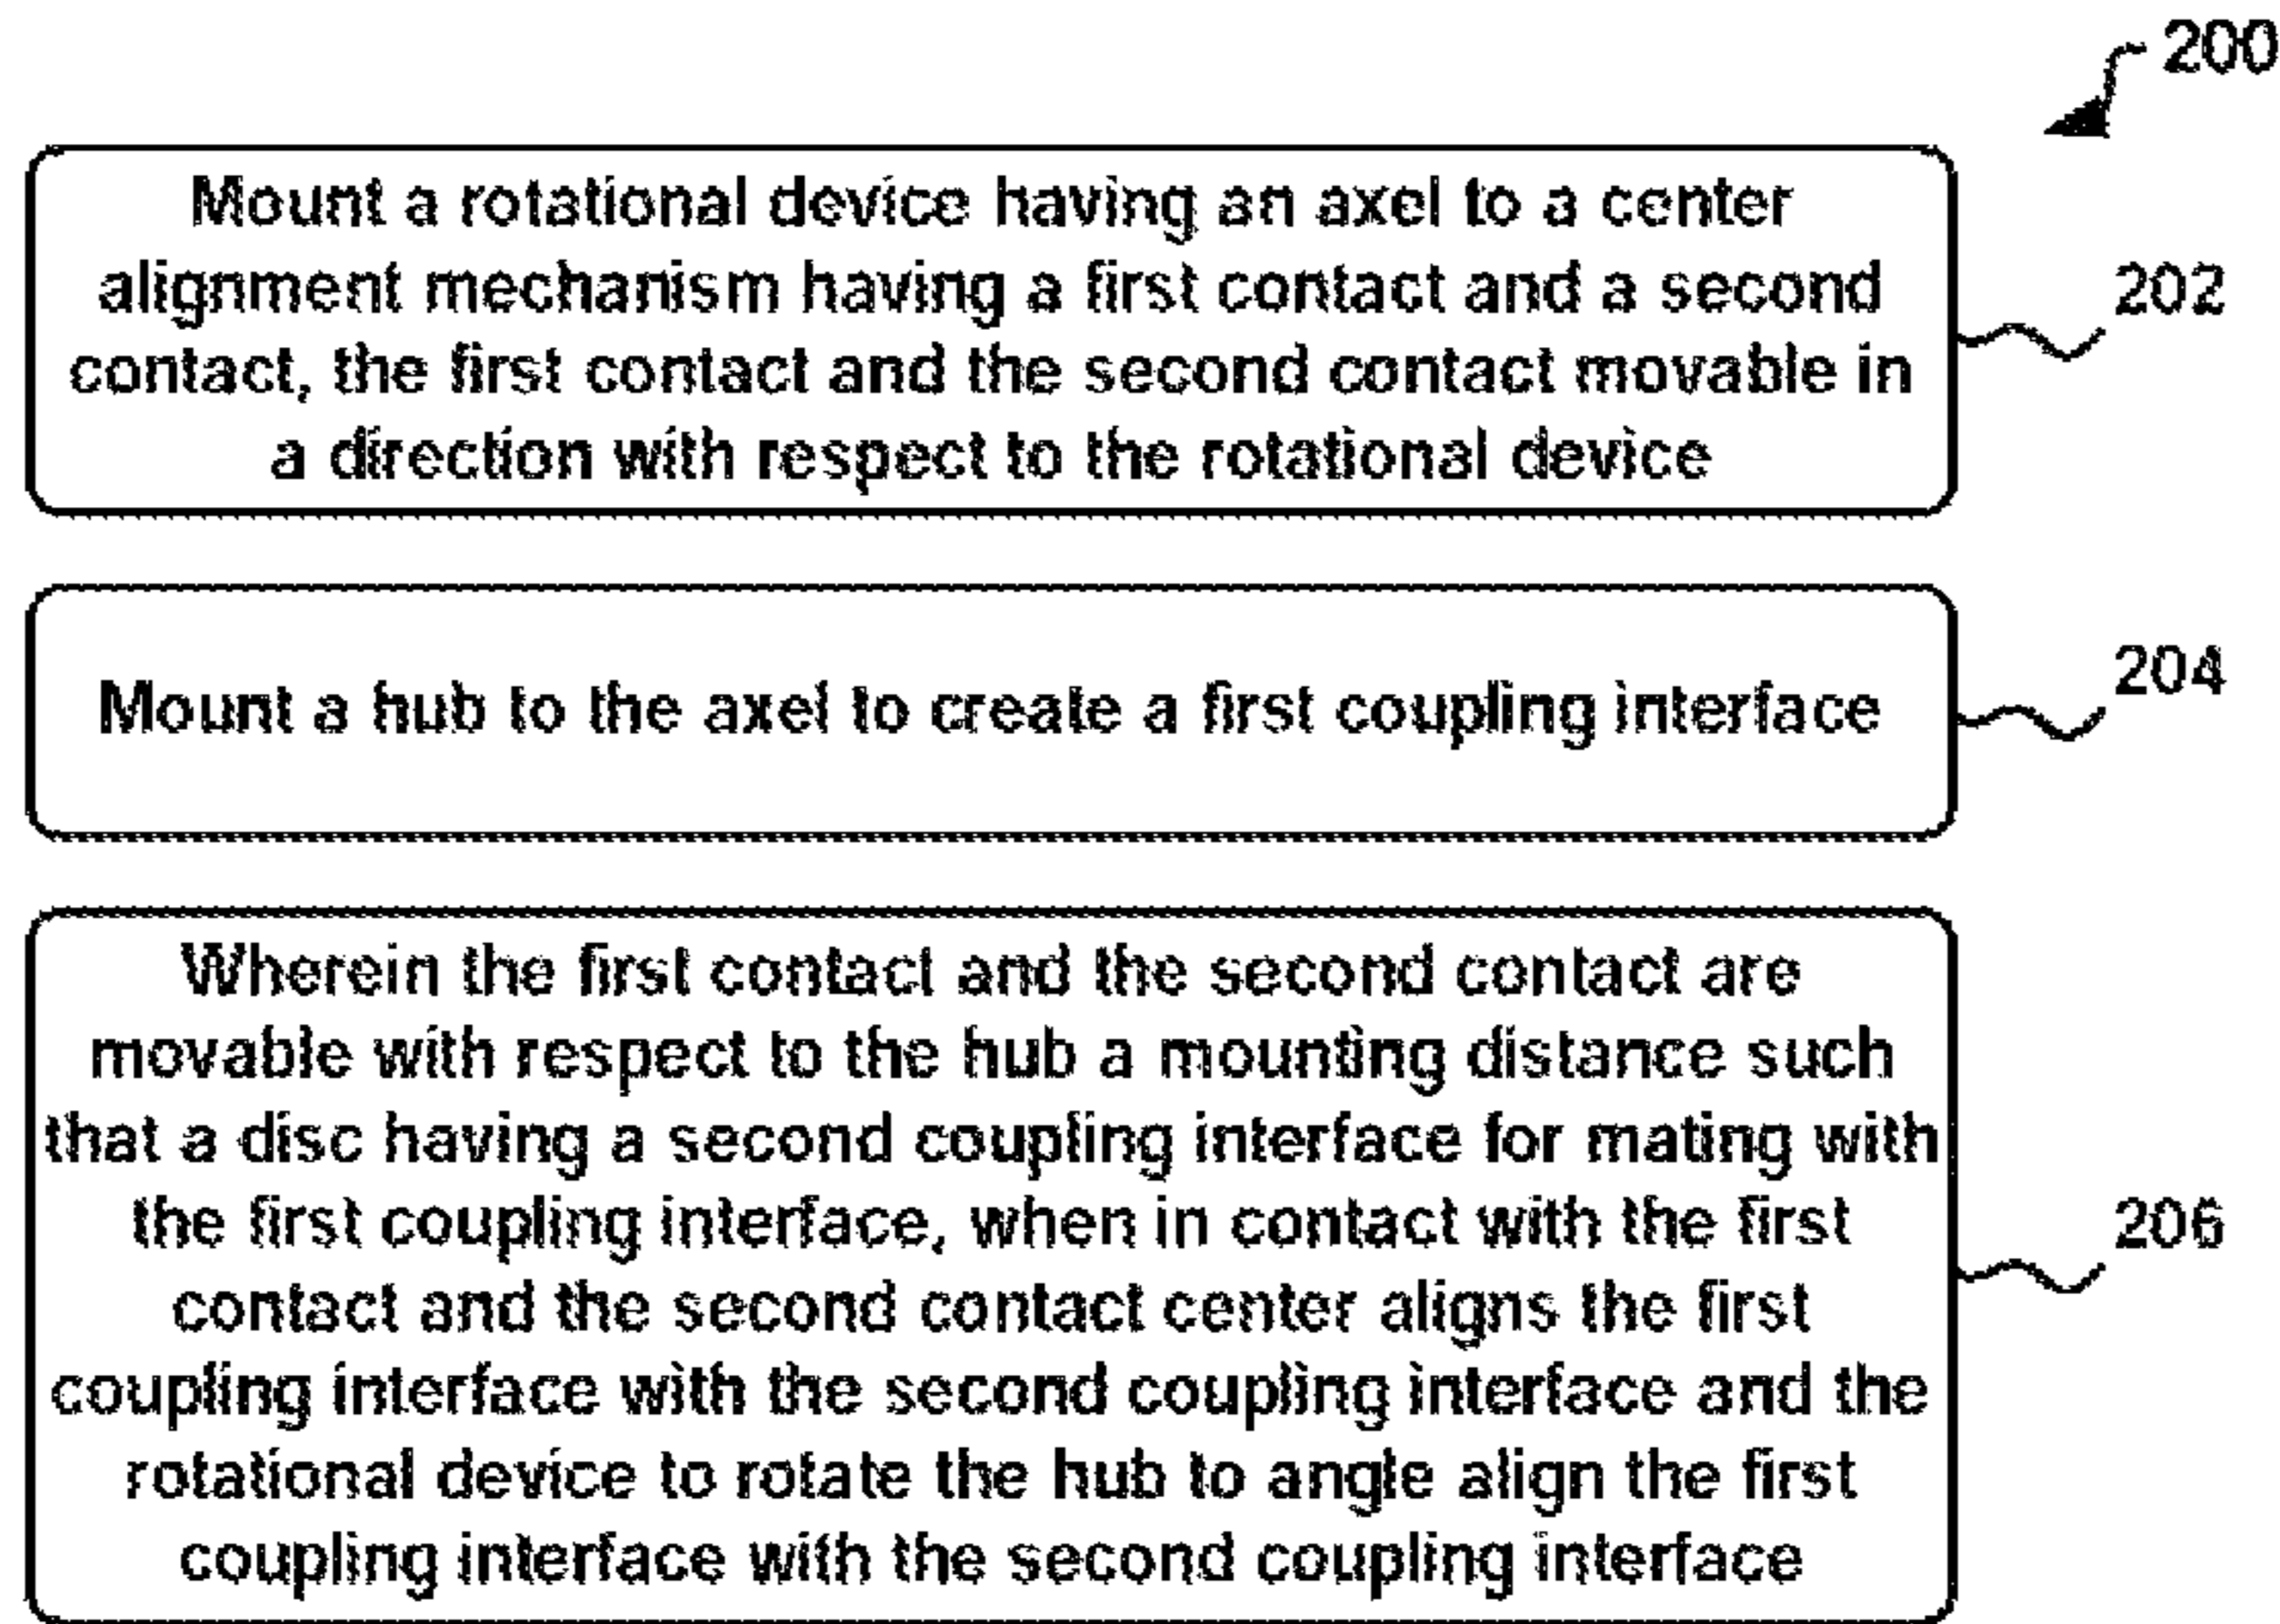 200
Mount a rotational device having an axel to a center
alignment mechanism having a first contact and a second
contact, the first contact and the second contact movable in
a direction with respect to the rotational device
202
Mount a hub to the axel to create a first coupling interface
204
Wherein the first contact and the second contact are
movable with respect to the hub a mounting distance such
that a disc having a second coupling interface for mating with
the first coupling interface, when in contact with the first
contact and the second contact center aligns the first
coupling interface with the second coupling interface and the
rotational device to rotate the hub to angle align the first
coupling interface with the second coupling interface
206